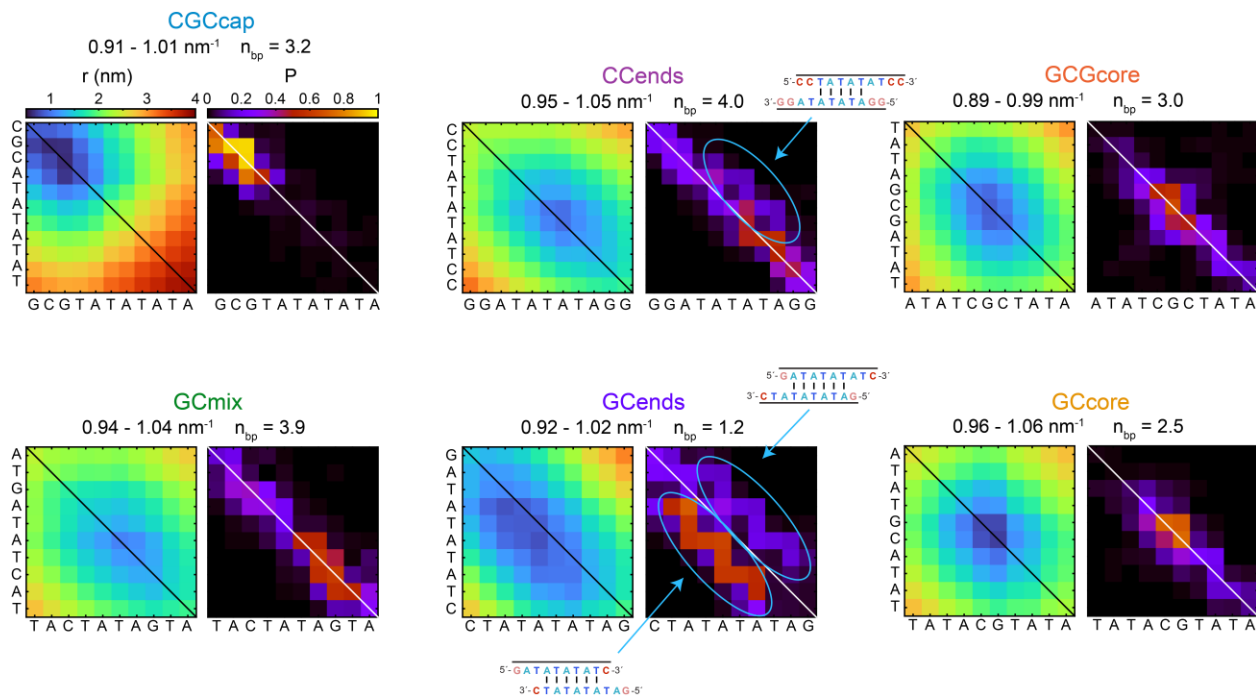 CGCcap
0.91 - 1.01 nm⁻¹ n_bp = 3.2
r (nm) P
1 2 3 4 0 0.2 0.4 0.6 0.8 1
C
G
C
A
T
A
T
A
T
A
T
G C G T A T A T A T A
G C G T A T A T A T A
CCends
0.95 - 1.05 nm⁻¹ n_bp = 4.0
5´-CCTATATATCC-3´
3´-GGATATATAGG-5´
C
C
T
A
T
A
T
A
T
C
C
G G A T A T A T A G G
G G A T A T A T A G G
GCGcore
0.89 - 0.99 nm⁻¹ n_bp = 3.0
T
A
T
A
G
C
G
A
T
A
T
A T A T C G C T A T A
A T A T C G C T A T A
GCmix
0.94 - 1.04 nm⁻¹ n_bp = 3.9
A
T
G
A
T
A
T
C
A
T
T A C T A T A G T A
T A C T A T A G T A
GCends
0.92 - 1.02 nm⁻¹ n_bp = 1.2
5´-GATATATATC-3´
3´-CTATATATAG-5´
G
A
T
A
T
A
T
A
T
C
C T A T A T A T A G
C T A T A T A T A G
5´-GATATATATC-3´
3´-CTATATATAG-5´
GCcore
0.96 - 1.06 nm⁻¹ n_bp = 2.5
A
T
A
T
G
C
A
T
A
T
T A T A C G T A T A
T A T A C G T A T A